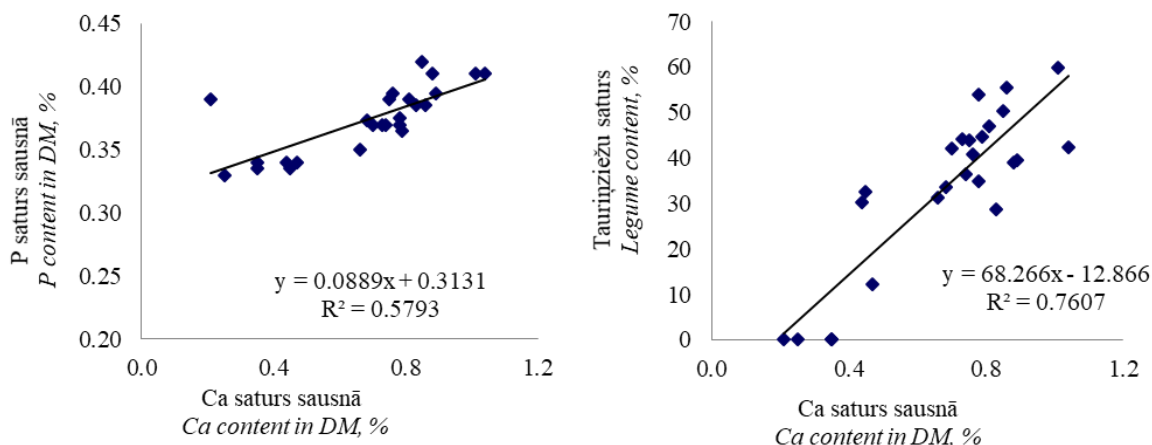 P saturs sausnā
P content in DM, %
0.45
0.40
0.35
0.30
0.25
0.20
y = 0.0889x + 0.3131
R² = 0.5793
0.0 0.4 0.8 1.2
Ca saturs sausnā
Ca content in DM, %
Tauriņziežu saturs
Legume content, %
70
60
50
40
30
20
10
0
y = 68.266x - 12.866
R² = 0.7607
0.0 0.4 0.8 1.2
Ca saturs sausnā
Ca content in DM. %